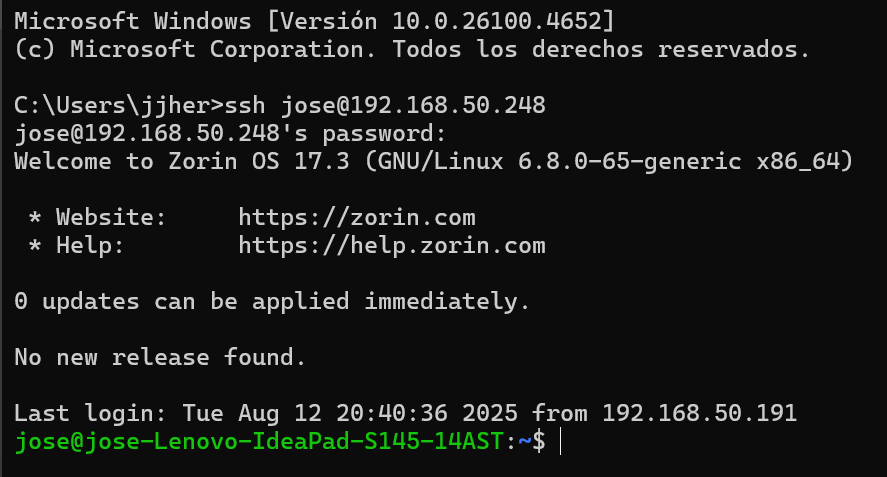 Microsoft Windows [Versión 10.0.26100.4652]
(c) Microsoft Corporation. Todos los derechos reservados.
C:\Users\jjher>ssh jose@192.168.50.248
jose@192.168.50.248's password:
Welcome to Zorin OS 17.3 (GNU/Linux 6.8.0-65-generic x86_64)
* Website:     https://zorin.com
* Help:        https://help.zorin.com
0 updates can be applied immediately.
No new release found.
Last login: Tue Aug 12 20:40:36 2025 from 192.168.50.191
jose@jose-Lenovo-IdeaPad-S145-14AST:~$